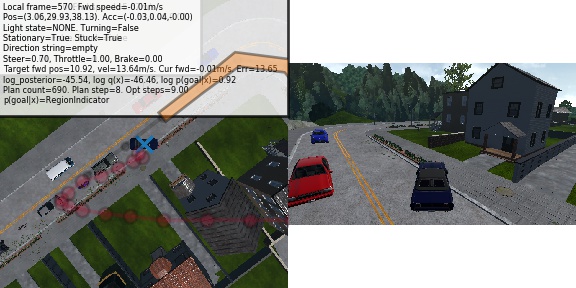 Local frame=570. Fwd speed=-0.01m/s
Pos=(3.06,29.93,38.13). Acc=(-0.03,0.04,-0.00)
Light state=NONE. Turning=False
Stationary=True. Stuck=True
Direction string=empty
Steer=0.70, Throttle=1.00, Brake=0.00
Target fwd pos=10.92, vel=13.64m/s. Cur fwd=-0.01m/s. Err=13.65
log_posterior=-45.54, log q(x)=-46.46, log p(goal|x)=0.92
Plan count=690. Plan step=8. Opt steps=9.00
p(goal|x)=RegionIndicator